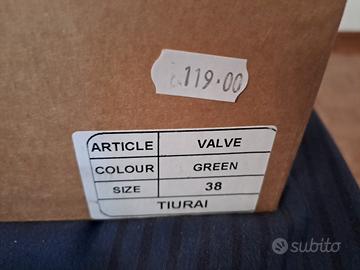 119.00
ARTICLE VALVE
COLOUR GREEN
SIZE 38
TIURAI
subito